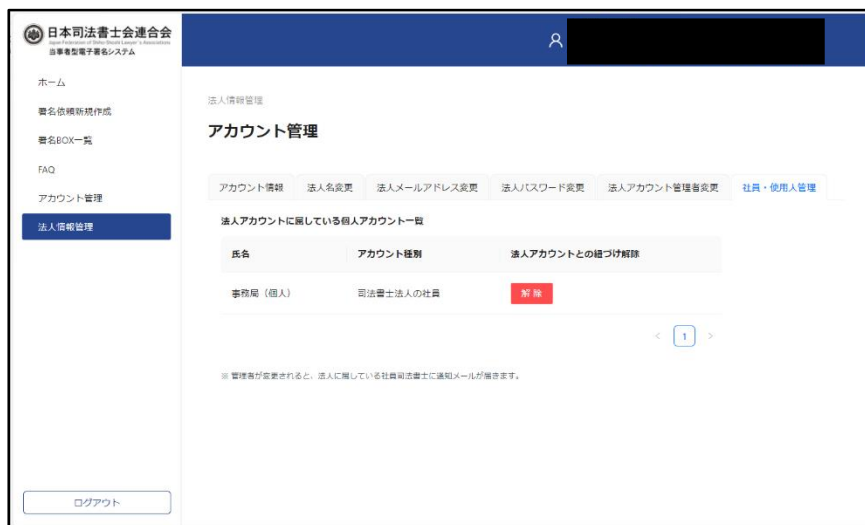 日本司法書士会連合会
Japan Federation of Shiho-Shoshi Lawyer's Associations
当事者型電子署名システム
ホーム
署名依頼新規作成
署名BOX一覧
FAQ
アカウント管理
法人情報管理
ログアウト
法人情報管理
アカウント管理
アカウント情報 法人名変更 法人メールアドレス変更 法人パスワード変更 法人アカウント管理者変更 社員・使用人管理
法人アカウントに属している個人アカウント一覧
氏名 アカウント種別 法人アカウントとの紐づけ解除
事務局（個人） 司法書士法人の社員 解 除
< 1 >
※ 管理者が変更されると、法人に属している社員司法書士に通知メールが届きます。